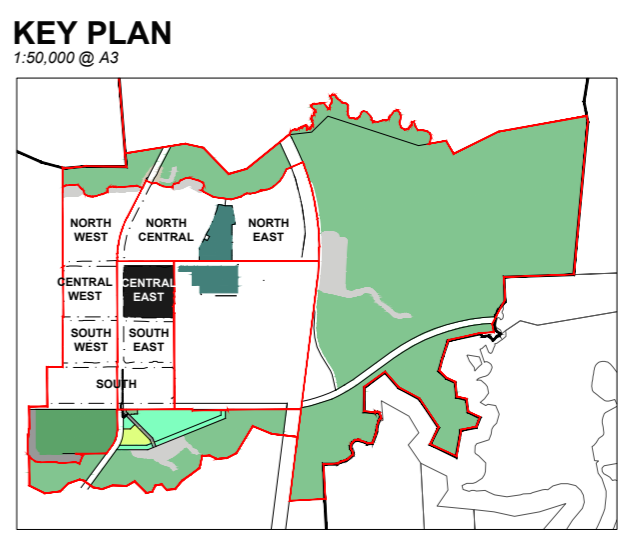 KEY PLAN
1:50,000 @ A3
NORTH
WEST
NORTH
CENTRAL
NORTH
EAST
CENTRAL
WEST
CENTRAL
EAST
SOUTH
WEST
SOUTH
EAST
SOUTH